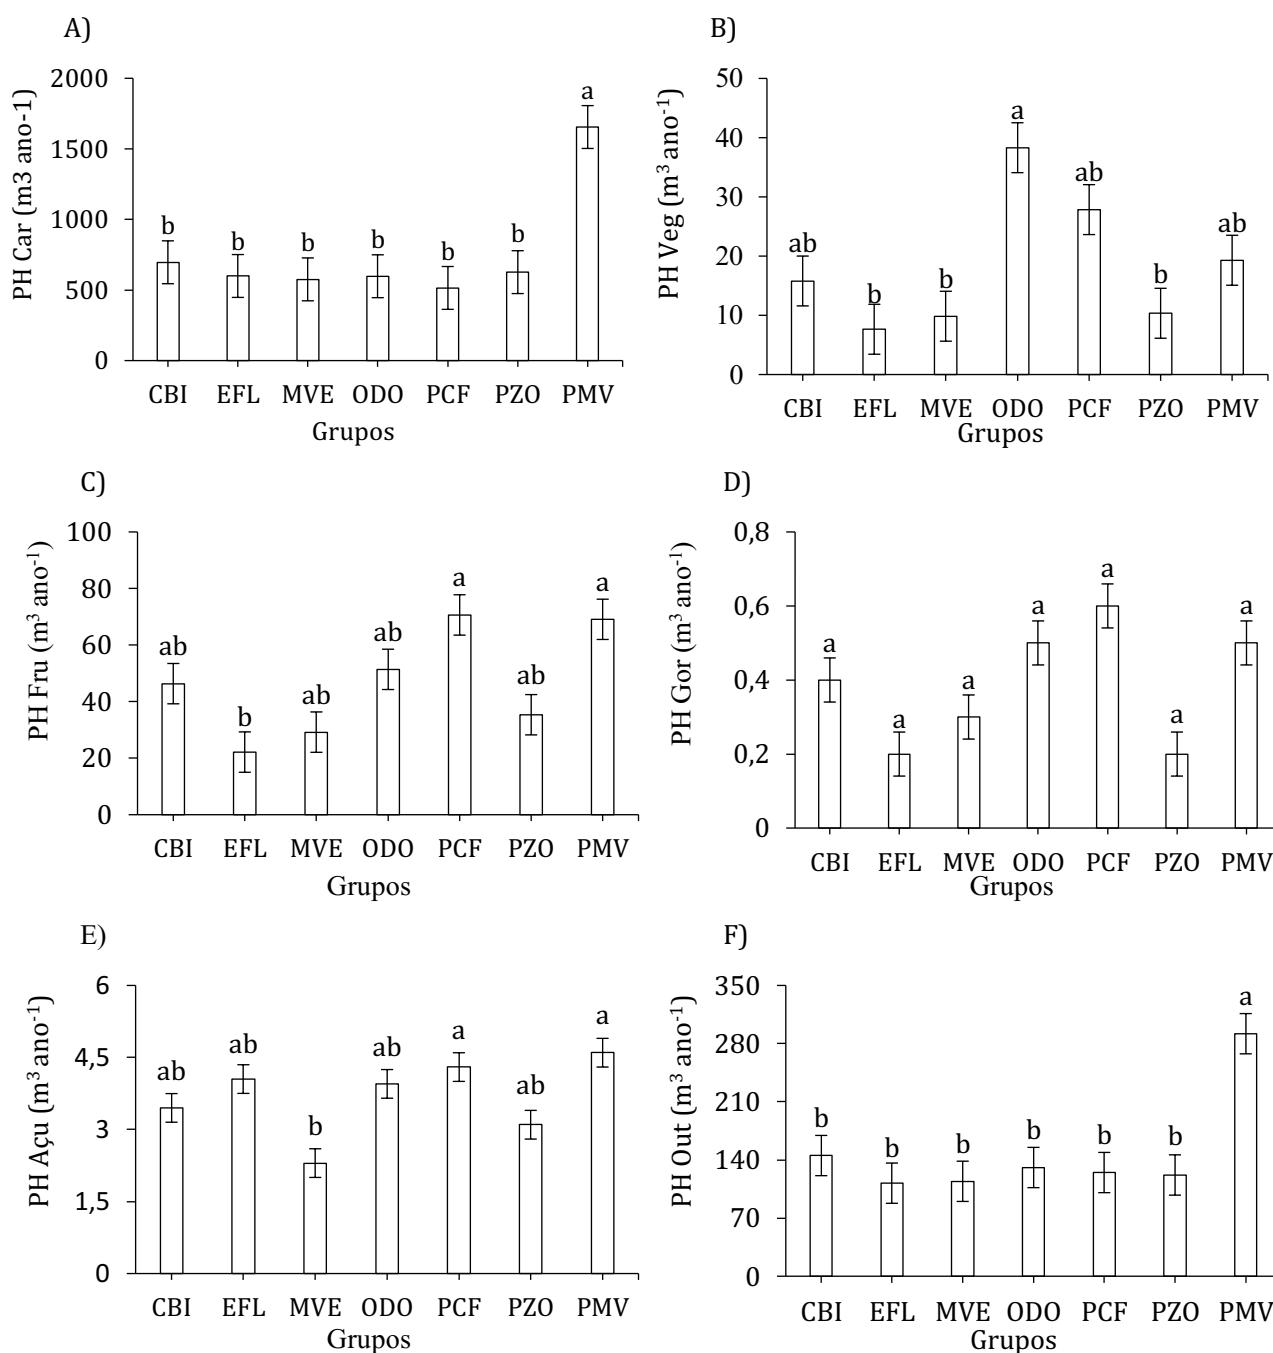 A)
PH Car (m3 ano-1)
2000
1500
1000
500
0
b b b b b b a
CBI EFL MVE ODO PCF PZO PMV
Grupos
B)
PH Veg (m³ ano⁻¹)
50
40
30
20
10
0
ab b b a ab b ab
CBI EFL MVE ODO PCF PZO PMV
Grupos
C)
PH Fru (m³ ano⁻¹)
100
80
60
40
20
0
ab b ab ab a ab a
CBI EFL MVE ODO PCF PZO PMV
Grupos
D)
PH Gor (m³ ano⁻¹)
0,8
0,6
0,4
0,2
0
a a a a a a a
CBI EFL MVE ODO PCF PZO PMV
Grupos
E)
PH Açu (m³ ano⁻¹)
6
4,5
3
1,5
0
ab ab b ab a ab a
CBI EFL MVE ODO PCF PZO PMV
Grupos
F)
PH Out (m³ ano⁻¹)
350
280
210
140
70
0
b b b b b b a
CBI EFL MVE ODO PCF PZO PMV
Grupos